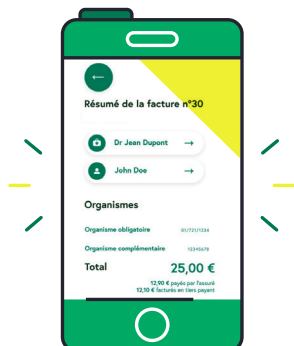 Résumé de la facture n°30
Dr Jean Dupont →
John Doe →
Organismes
Organisme obligatoire 01/721/1234
Organisme complémentaire 12345678
Total 25,00 €
12,90 € payés par l'assuré
12,10 € facturés en tiers payant